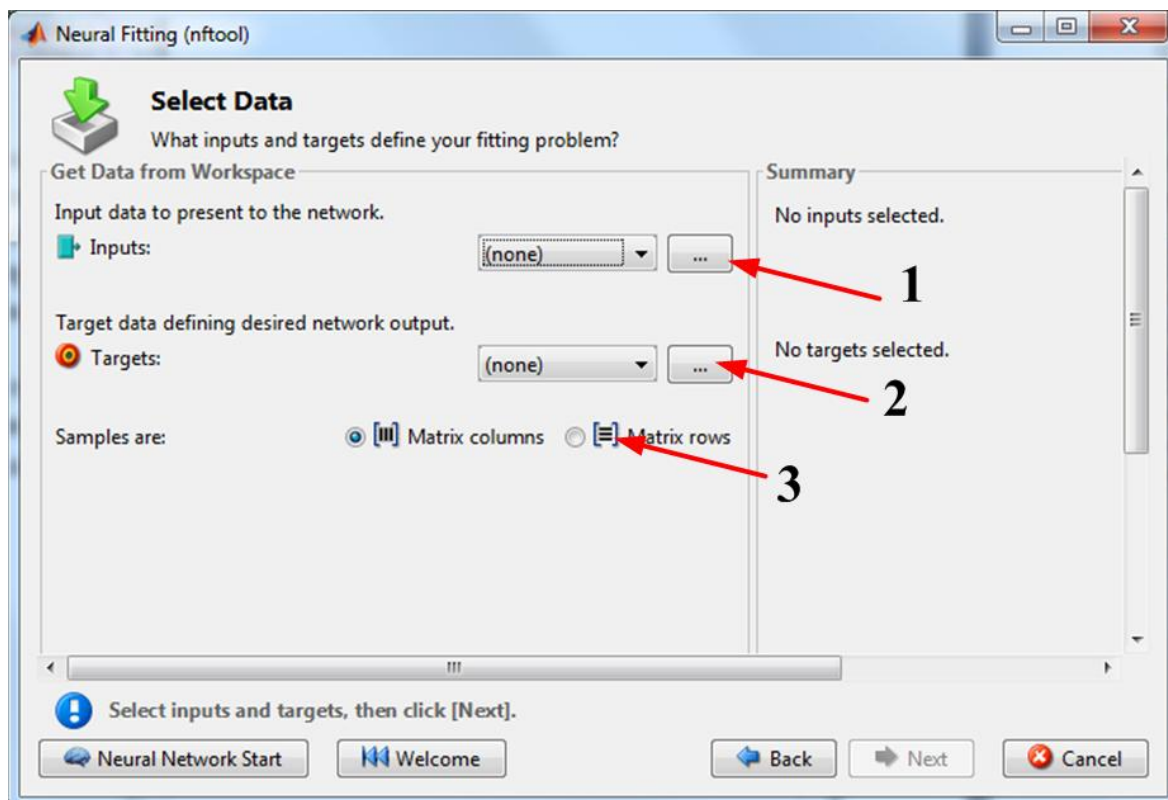 Neural Fitting (nftool)
Select Data
What inputs and targets define your fitting problem?
Get Data from Workspace
Input data to present to the network.
Inputs:
(none)
...
1
Target data defining desired network output.
Targets:
(none)
...
2
Samples are:
Matrix columns
Matrix rows
3
Summary
No inputs selected.
No targets selected.
Select inputs and targets, then click [Next].
Neural Network Start
Welcome
Back
Next
Cancel